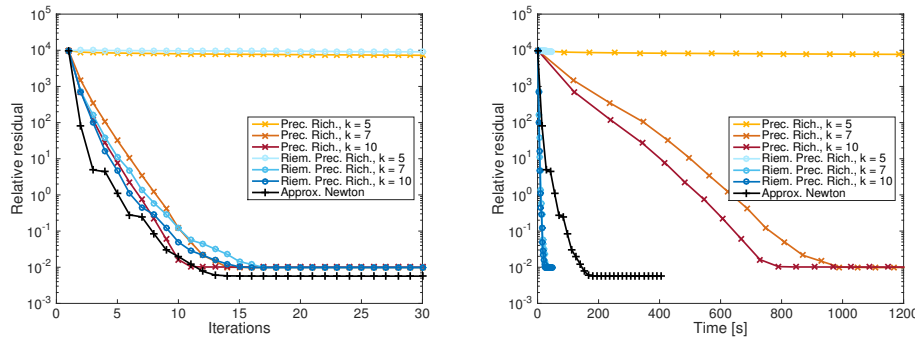 10^5
10^4
10^3
10^2
10^1
10^0
10^-1
10^-2
10^-3
Relative residual
0
5
10
15
20
25
30
Iterations
Prec. Rich., k = 5
Prec. Rich., k = 7
Prec. Rich., k = 10
Riem. Prec. Rich., k = 5
Riem. Prec. Rich., k = 7
Riem. Prec. Rich., k = 10
Approx. Newton
10^5
10^4
10^3
10^2
10^1
10^0
10^-1
10^-2
10^-3
Relative residual
0
200
400
600
800
1000
1200
Time [s]
Prec. Rich., k = 5
Prec. Rich., k = 7
Prec. Rich., k = 10
Riem. Prec. Rich., k = 5
Riem. Prec. Rich., k = 7
Riem. Prec. Rich., k = 10
Approx. Newton